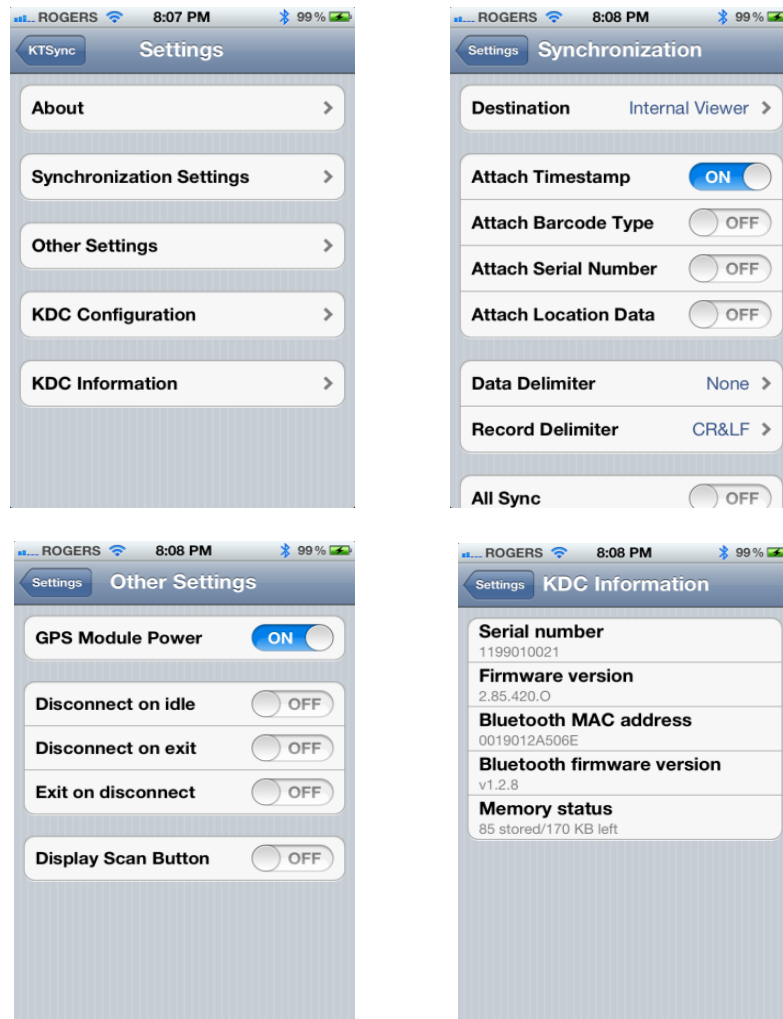 ROGERS 8:07 PM 99%
KTSync Settings
About
Synchronization Settings
Other Settings
KDC Configuration
KDC Information
ROGERS 8:08 PM 99%
Settings Synchronization
Destination Internal Viewer
Attach Timestamp ON
Attach Barcode Type OFF
Attach Serial Number OFF
Attach Location Data OFF
Data Delimiter None
Record Delimiter CR&LF
All Sync OFF
ROGERS 8:08 PM 99%
Settings Other Settings
GPS Module Power ON
Disconnect on idle OFF
Disconnect on exit OFF
Exit on disconnect OFF
Display Scan Button OFF
ROGERS 8:08 PM 99%
Settings KDC Information
Serial number
1199010021
Firmware version
2.85.420.O
Bluetooth MAC address
0019012A506E
Bluetooth firmware version
v1.2.8
Memory status
85 stored/170 KB left